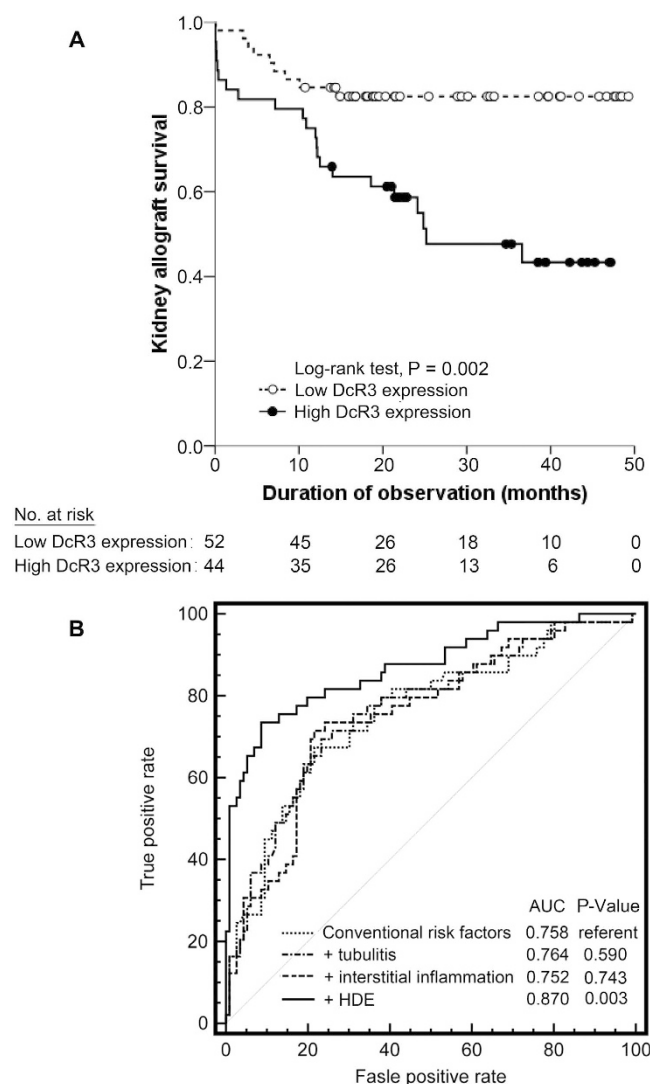 A
Kidney allograft survival
1.0
0.8
0.6
0.4
0.2
0.0
Log-rank test, P = 0.002
Low DcR3 expression
High DcR3 expression
0 10 20 30 40 50
Duration of observation (months)
No. at risk
Low DcR3 expression: 52 45 26 18 10 0
High DcR3 expression: 44 35 26 13 6 0
B
True positive rate
100
80
60
40
20
0
AUC P-Value
Conventional risk factors 0.758 referent
+ tubulitis 0.764 0.590
+ interstitial inflammation 0.752 0.743
+ HDE 0.870 0.003
0 20 40 60 80 100
Fasle positive rate